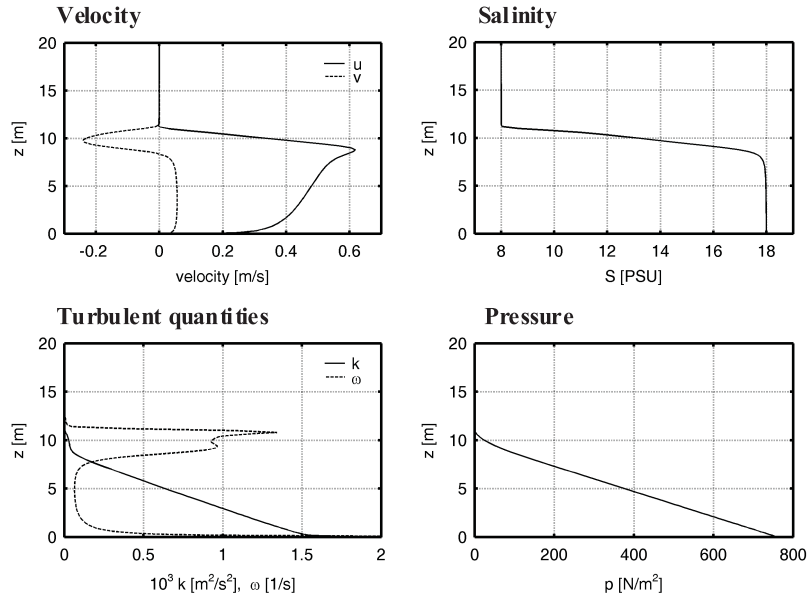 Velocity
20
15
10
5
0
z [m]
-0.2
0
0.2
0.4
0.6
velocity [m/s]
u
v
Salinity
20
15
10
5
0
z [m]
8
10
12
14
16
18
S [PSU]
Turbulent quantities
20
15
10
5
0
z [m]
0
0.5
1
1.5
2
10³ k [m²/s²], ω [1/s]
k
ω
Pressure
20
15
10
5
0
z [m]
0
200
400
600
800
p [N/m²]